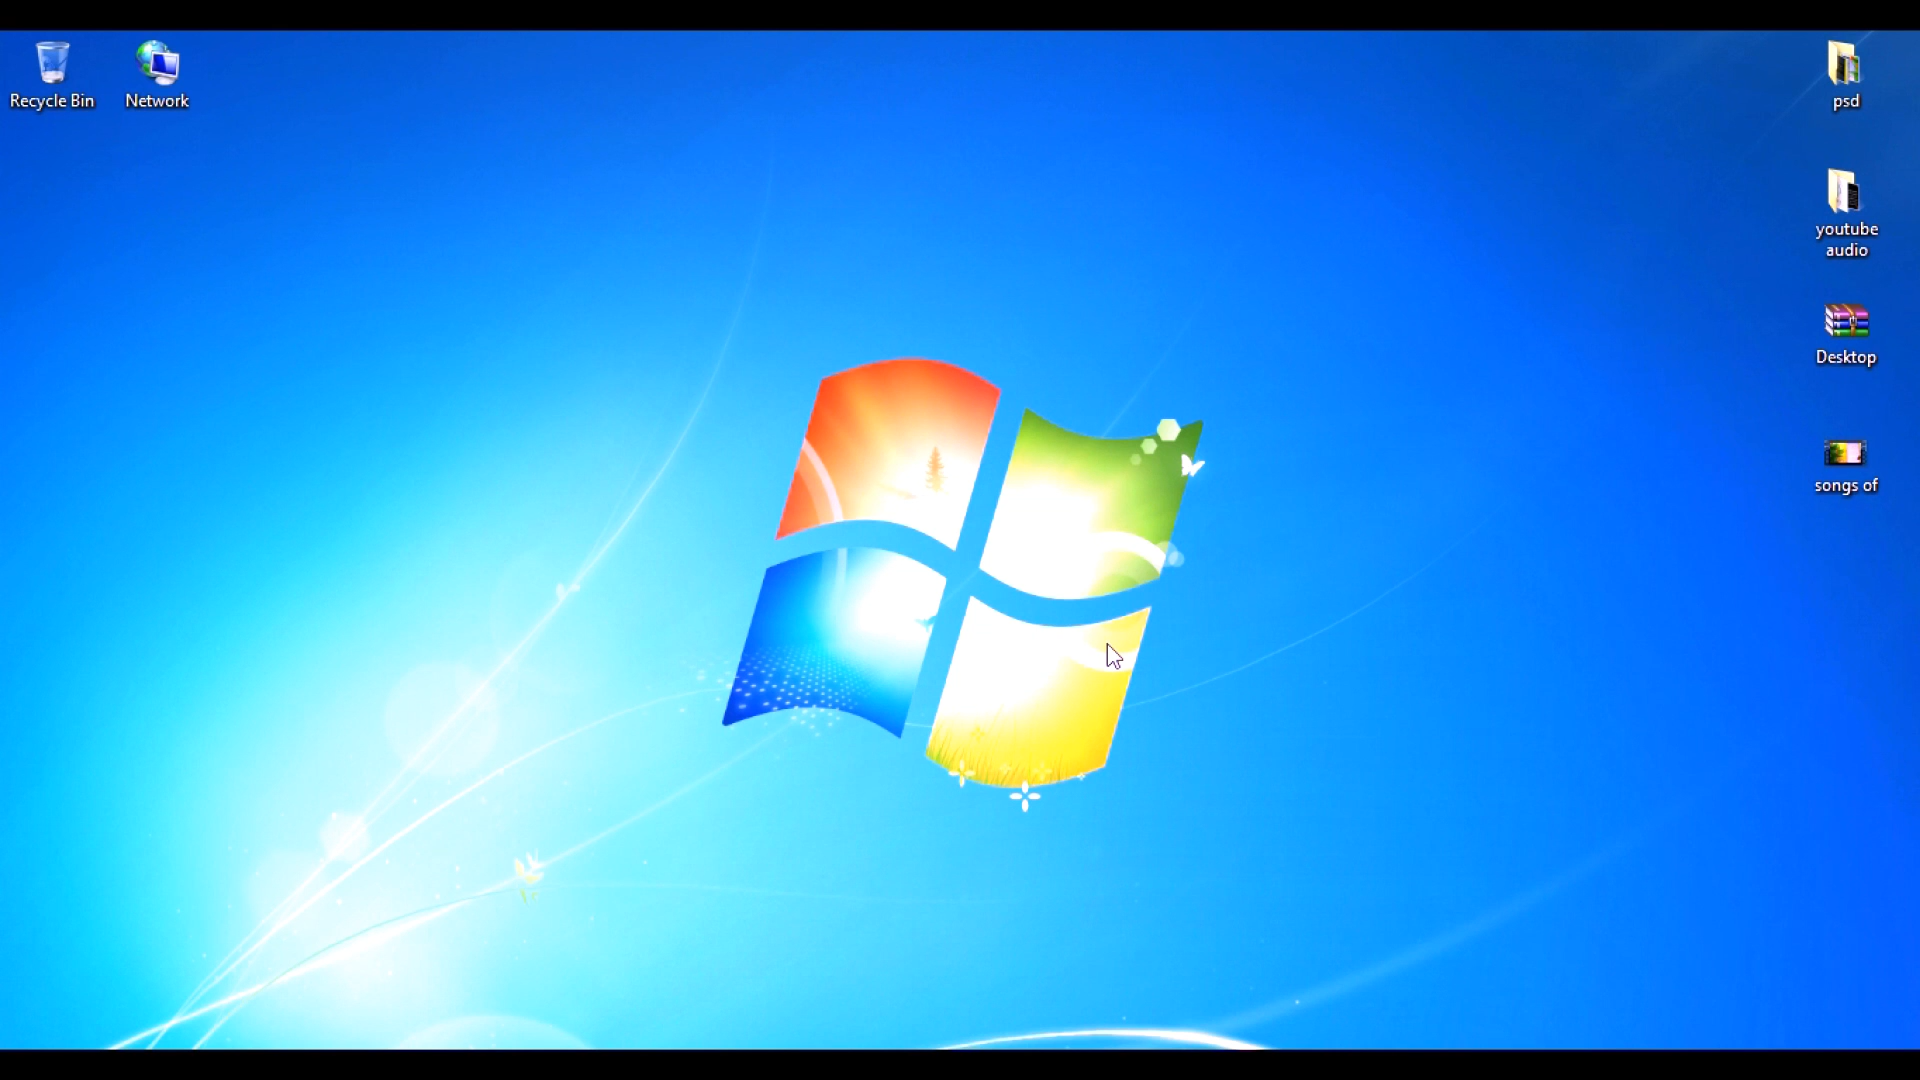 Recycle Bin
Network
psd
youtube
audio
Desktop
songs of